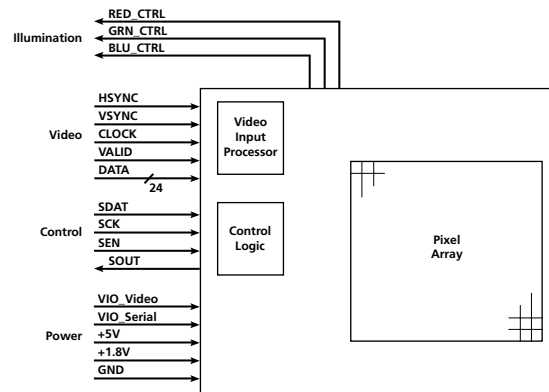 RED_CTRL
Illumination
GRN_CTRL
BLU_CTRL
HSYNC
VSYNC
Video
CLOCK
VALID
DATA
24
Video
Input
Processor
SDAT
Control
SCK
SEN
SOUT
Control
Logic
Pixel
Array
VIO_Video
VIO_Serial
Power
+5V
+1.8V
GND